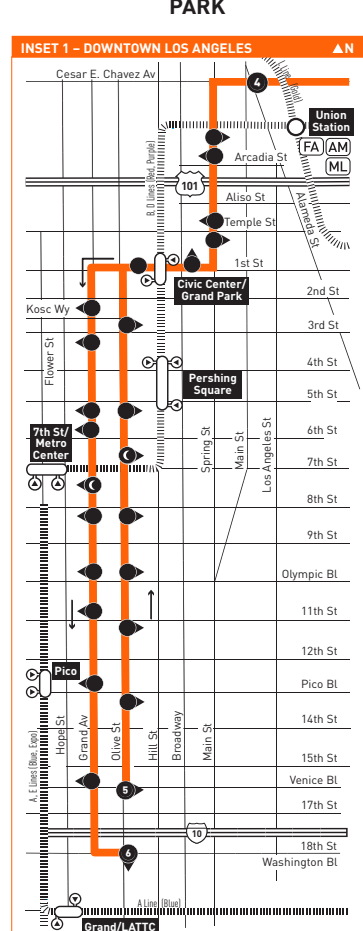 PARK
INSET 1 – DOWNTOWN LOS ANGELES ▲N
Cesar E. Chavez Av
4
J Line (Gold)
Union
Station
FA AM
ML
B, D Lines (Red, Purple)
Arcadia St
101
Aliso St
Alameda St
Temple St
1st St
Civic Center/
Grand Park
2nd St
Kosc Wy
3rd St
Flower St
4th St
Pershing
Square
5th St
6th St
7th St/
Metro
Center
Spring St
Main St
Los Angeles St
7th St
8th St
9th St
Olympic Bl
11th St
12th St
Pico
Pico Bl
Hope St
Grand Av
Olive St
Hill St
Broadway
Main St
14th St
15th St
A, E Lines (Blue, Expo)
Venice Bl
5
17th St
10
18th St
6
Washington Bl
A Line (Blue)
Grand/LATTC